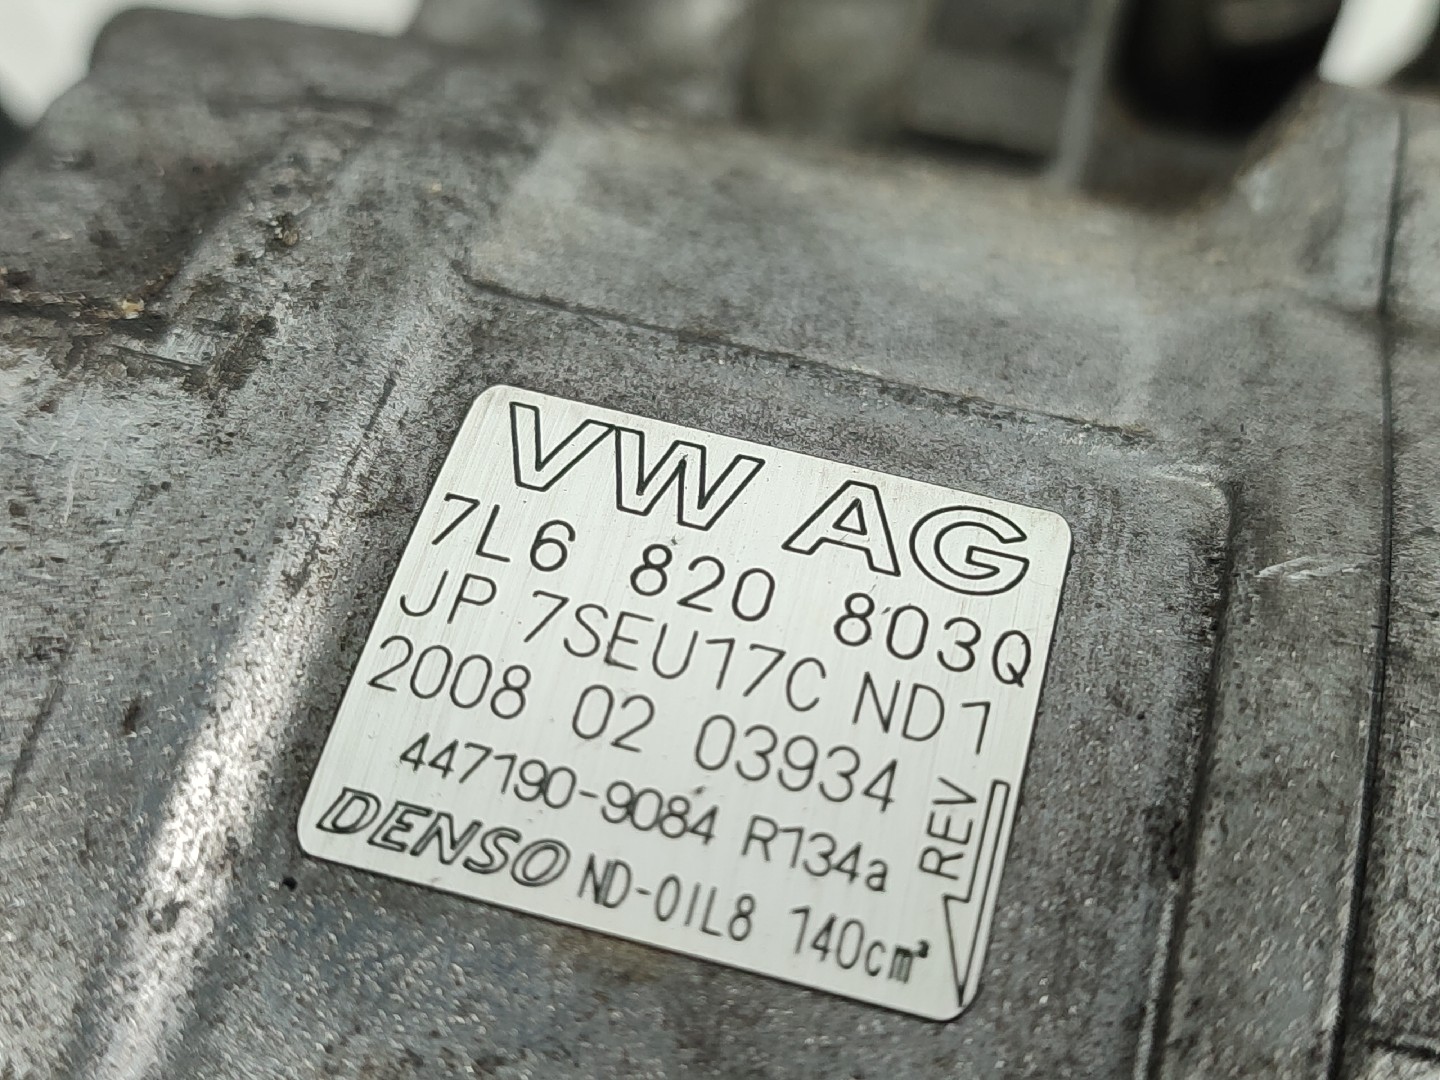 VW AG
7L6 820 803Q
JP 7SEU17C ND1
2008 02 03934
447190-9084 R134a
DENSO ND-OIL8 140cm³
REV